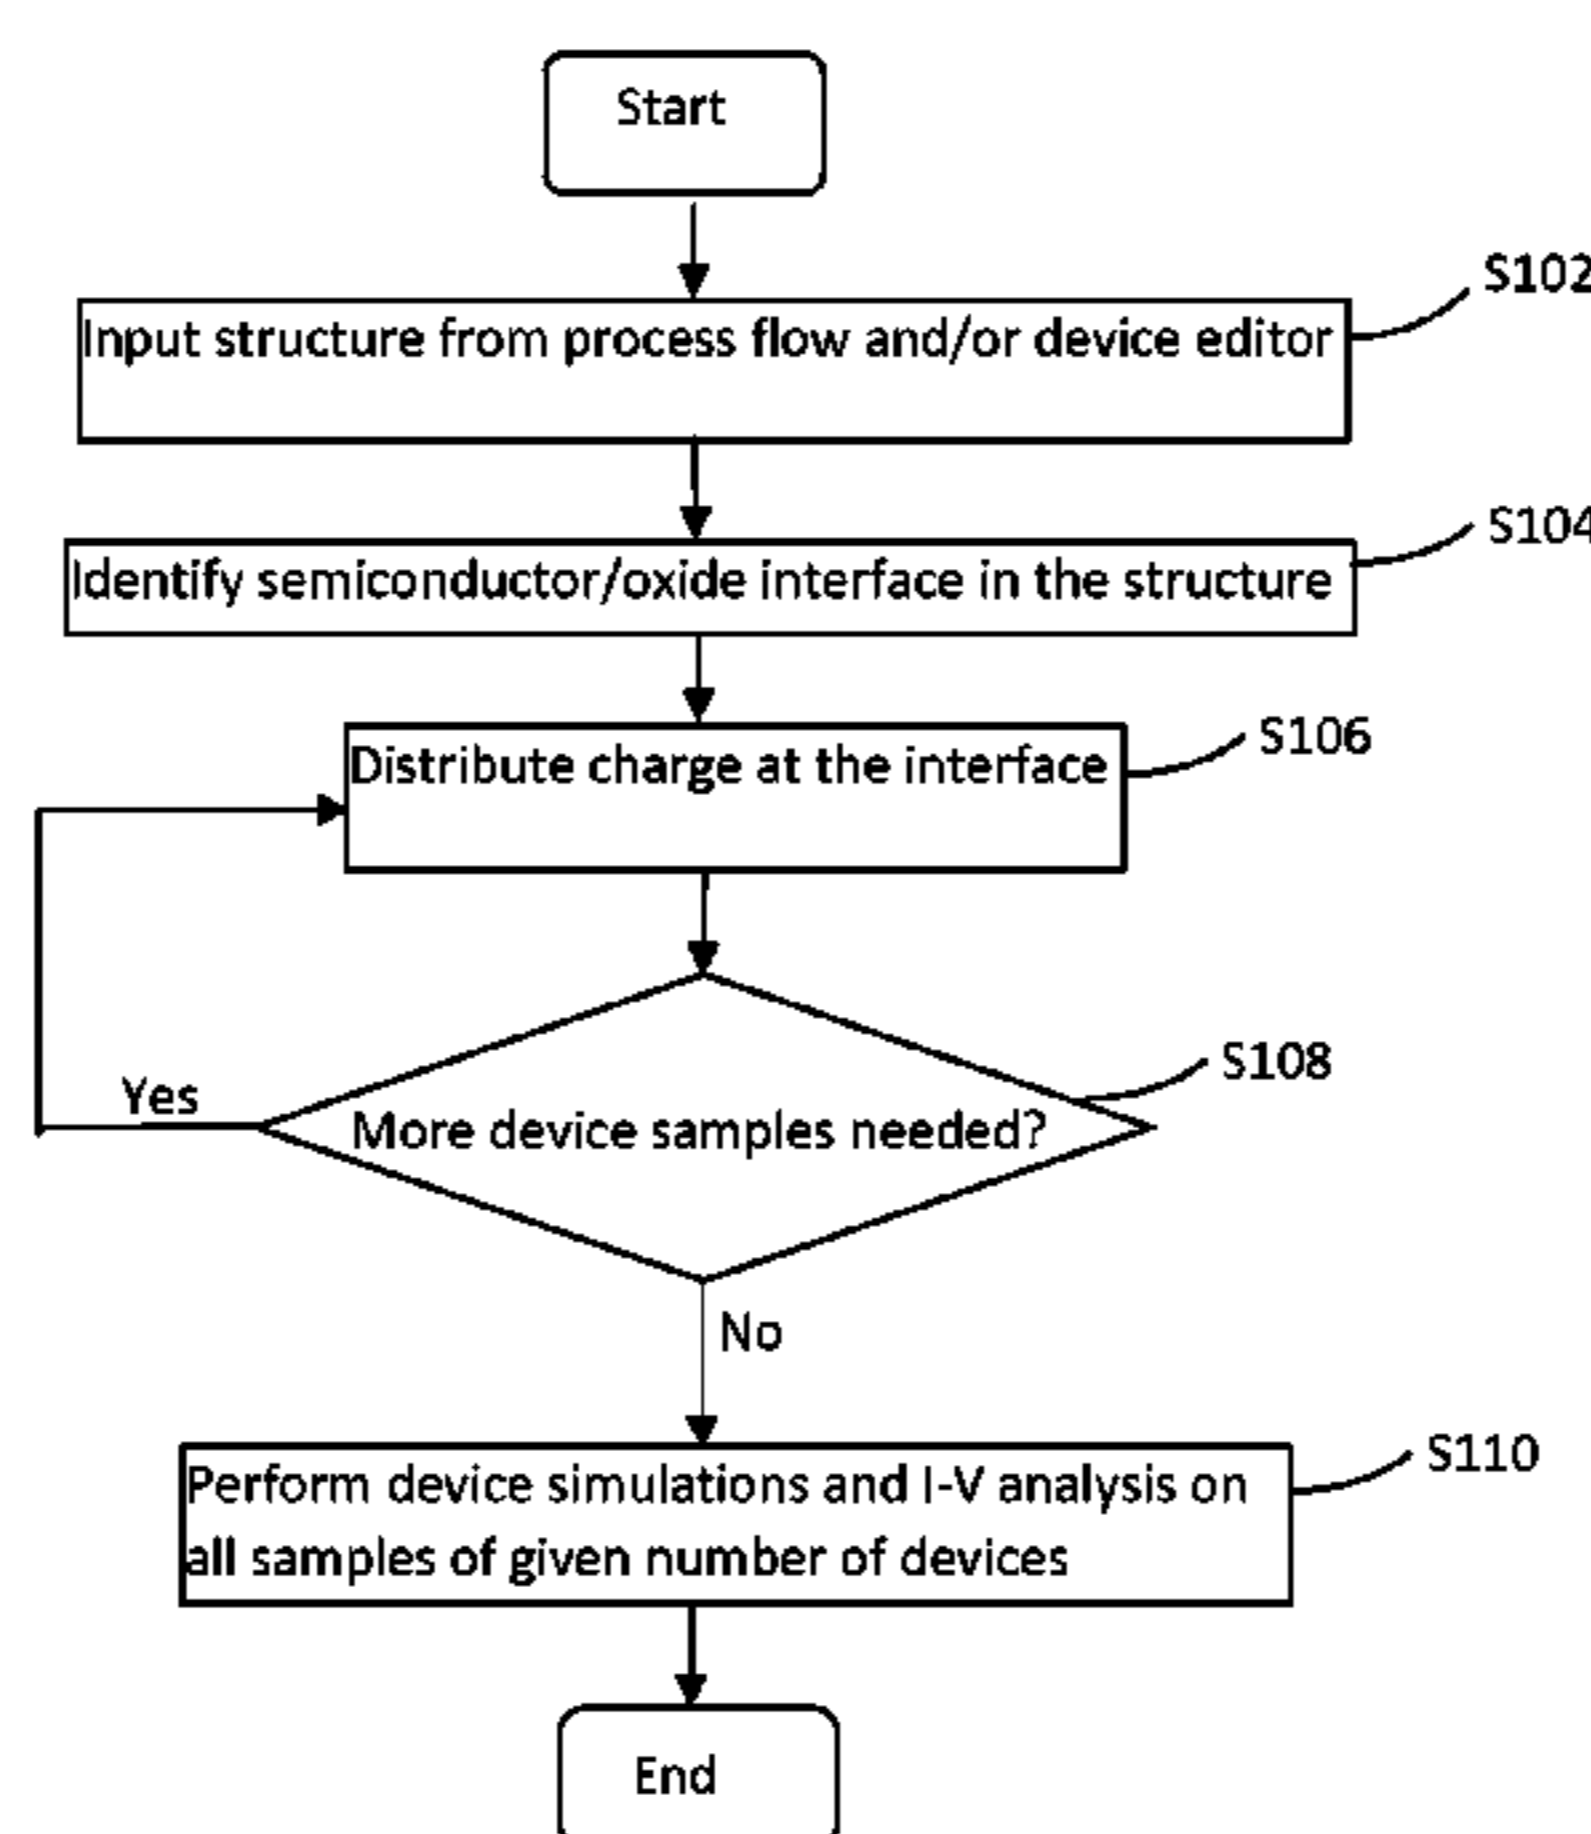 Start
S102
Input structure from process flow and/or device editor
S104
Identify semiconductor/oxide interface in the structure
S106
Distribute charge at the interface
S108
Yes
More device samples needed?
No
S110
Perform device simulations and I-V analysis on
all samples of given number of devices
End